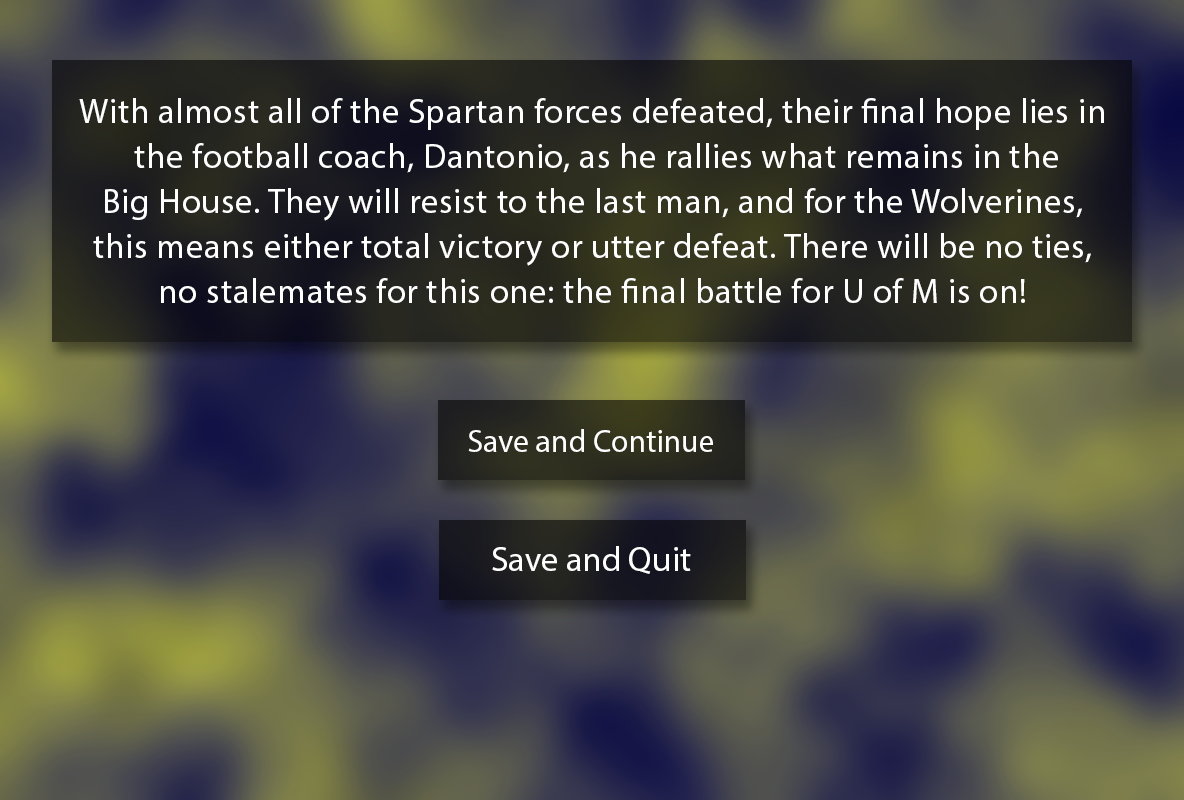 With almost all of the Spartan forces defeated, their final hope lies in
the football coach, Dantonio, as he rallies what remains in the
Big House. They will resist to the last man, and for the Wolverines,
this means either total victory or utter defeat. There will be no ties,
no stalemates for this one: the final battle for U of M is on!
Save and Continue
Save and Quit